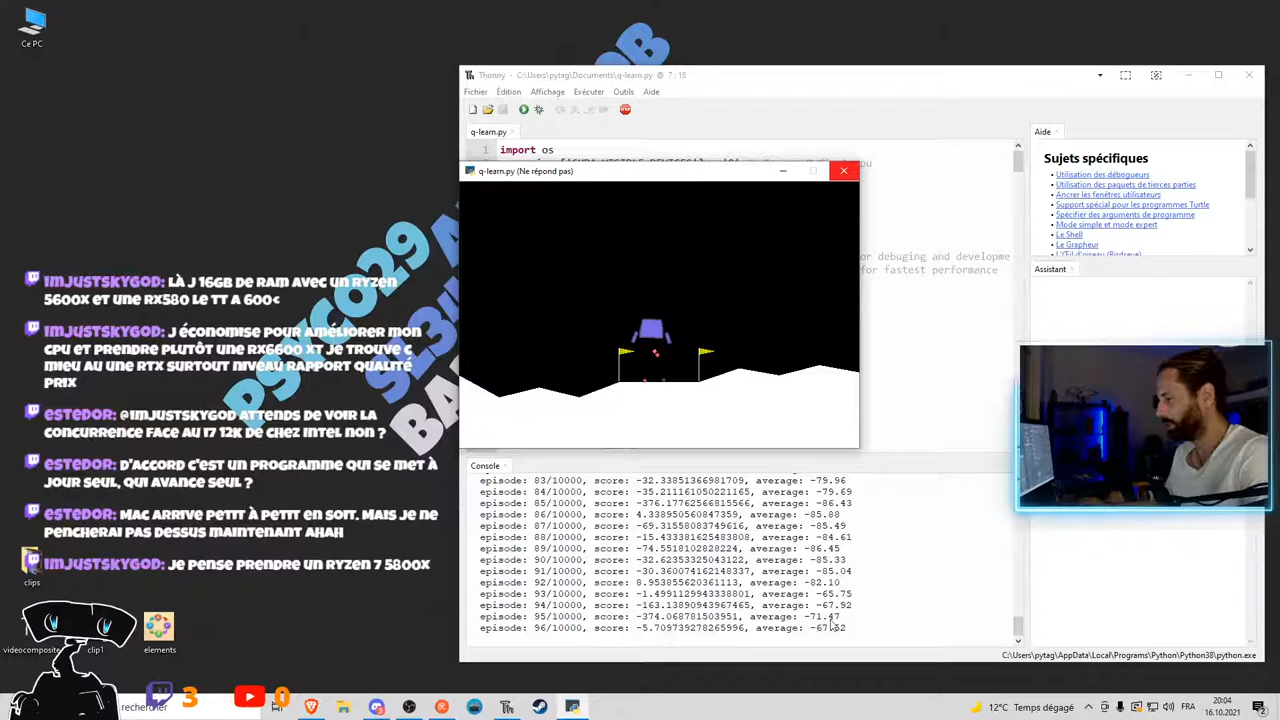 Ce PC
PSYCO29
Thonny - C:\Users\pytag\Documents\q-learn.py @ 7 : 18
Fichier Édition Affichage Exécuter Outils Aide
q-learn.py
1 import os
q-learn.py (Ne répond pas)
or debuging and developme
for fastest performance
Aide
Sujets spécifiques
• Utilisation des débogueurs
• Utilisation des paquets de tierces parties
• Ancrer les fenêtres utilisateurs
• Support spécial pour les programmes Turtle
• Spécifier des arguments de programme
• Mode simple et mode expert
• Le Shell
• Le Grapheur
• L'Œil d'oiseau (Birdseye)
Assistant
IMJUSTSKYGOD: LÀ J 16GB DE RAM AVEC UN RYZEN
5600X ET UNE RX580 LE TT A 600€
IMJUSTSKYGOD: J ÉCONOMISE POUR AMÉLIORER MON
CPU ET PRENDRE PLUTÔT UNE RX6600 XT JE TROUVE C
MIEU AU UNE RTX SURTOUT NIVEAU RAPPORT QUALITÉ
PRIX
ESTEDOR: @IMJUSTSKYGOD ATTENDS DE VOIR LA
CONCURRENCE FACE AU I7 12K DE CHEZ INTEL NON ?
ESTEDOR: D'ACCORD C'EST UN PROGRAMME QUI SE MET À
JOUR SEUL, QUI AVANCE SEUL ?
ESTEDOR: MAC ARRIVE PETIT À PETIT EN SOIT. MAIS JE NE
PENCHERAI PAS DESSUS MAINTENANT AHAH
IMJUSTSKYGOD: JE PENSE PRENDRE UN RYZEN 7 5800X
clips
Console
episode: 83/10000, score: -32.33851366981709, average: -79.96
episode: 84/10000, score: -35.211161050221165, average: -79.69
episode: 85/10000, score: -376.17762566815566, average: -86.43
episode: 86/10000, score: 4.338950560847359, average: -85.88
episode: 87/10000, score: -69.31558083749616, average: -85.49
episode: 88/10000, score: -15.433381625483808, average: -84.61
episode: 89/10000, score: -74.5518102828224, average: -86.45
episode: 90/10000, score: -32.62353325043122, average: -85.33
episode: 91/10000, score: -30.360074162148337, average: -85.04
episode: 92/10000, score: 8.953855620361113, average: -82.10
episode: 93/10000, score: -1.4991129943338801, average: -65.75
episode: 94/10000, score: -163.13890943967465, average: -67.92
episode: 95/10000, score: -374.068781503951, average: -71.47
episode: 96/10000, score: -5.709739278265996, average:
C:\Users\pytag\AppData\Local\Programs\Python\Python38\python.exe
videocomposite
clip1
elements
3
0
rechercher
12°C Temps dégagé
FRA
20:04
16.10.2021
2